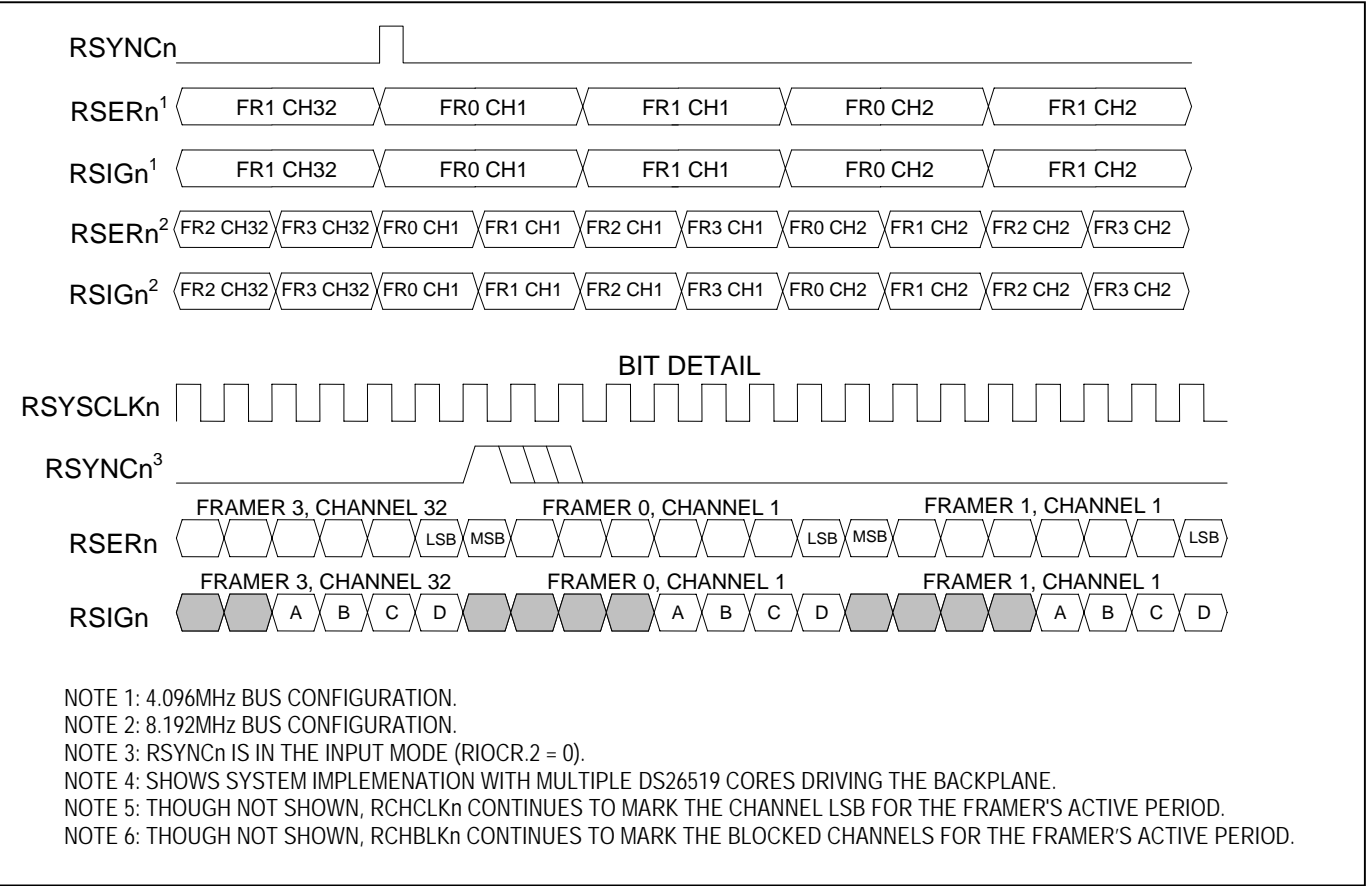 RSYNCn
RSERn1 FR1 CH32 FR0 CH1 FR1 CH1 FR0 CH2 FR1 CH2
RSIGn1 FR1 CH32 FR0 CH1 FR1 CH1 FR0 CH2 FR1 CH2
RSERn2 FR2 CH32 FR3 CH32 FR0 CH1 FR1 CH1 FR2 CH1 FR3 CH1 FR0 CH2 FR1 CH2 FR2 CH2 FR3 CH2
RSIGn2 FR2 CH32 FR3 CH32 FR0 CH1 FR1 CH1 FR2 CH1 FR3 CH1 FR0 CH2 FR1 CH2 FR2 CH2 FR3 CH2
BIT DETAIL
RSYSCLKn
RSYNCn3
FRAMER 3, CHANNEL 32 FRAMER 0, CHANNEL 1 FRAMER 1, CHANNEL 1
RSERn LSB MSB LSB MSB LSB
FRAMER 3, CHANNEL 32 FRAMER 0, CHANNEL 1 FRAMER 1, CHANNEL 1
RSIGn A B C D A B C D A B C D
NOTE 1: 4.096MHz BUS CONFIGURATION.
NOTE 2: 8.192MHz BUS CONFIGURATION.
NOTE 3: RSYNCn IS IN THE INPUT MODE (RIOCR.2 = 0).
NOTE 4: SHOWS SYSTEM IMPLEMENATION WITH MULTIPLE DS26519 CORES DRIVING THE BACKPLANE.
NOTE 5: THOUGH NOT SHOWN, RCHCLKn CONTINUES TO MARK THE CHANNEL LSB FOR THE FRAMER'S ACTIVE PERIOD.
NOTE 6: THOUGH NOT SHOWN, RCHBLKn CONTINUES TO MARK THE BLOCKED CHANNELS FOR THE FRAMER’S ACTIVE PERIOD.